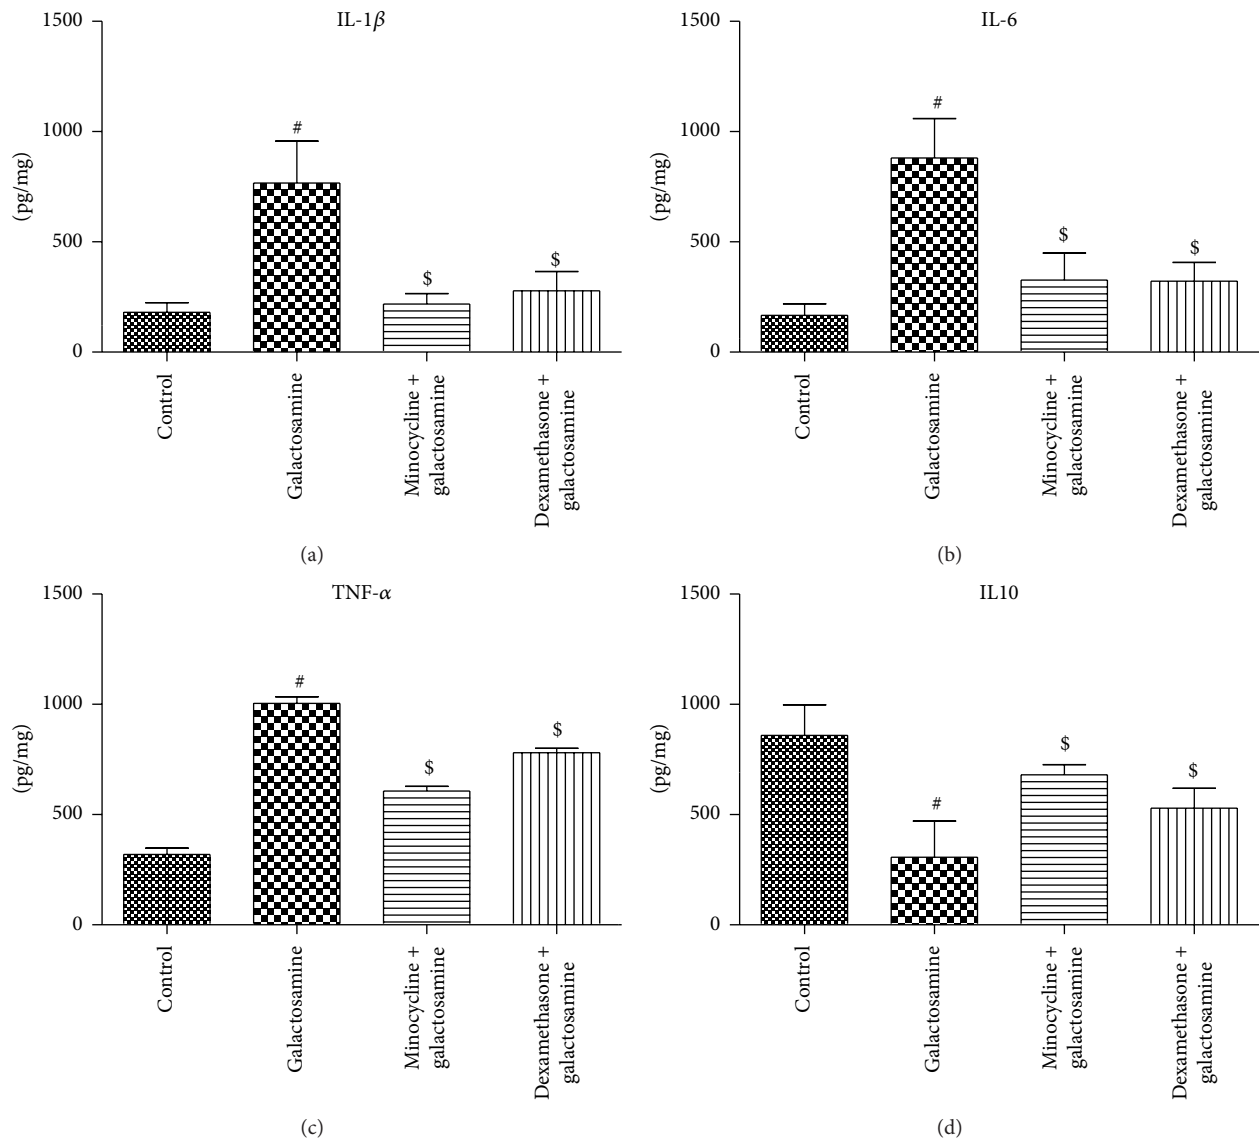 IL-1β
1500
1000
500
0
(pg/mg)
#
$
$
Control
Galactosamine
Minocycline +
galactosamine
Dexamethasone +
galactosamine
(a)
IL-6
1500
1000
500
0
(pg/mg)
#
$
$
Control
Galactosamine
Minocycline +
galactosamine
Dexamethasone +
galactosamine
(b)
TNF-α
1500
1000
500
0
(pg/mg)
#
$
$
Control
Galactosamine
Minocycline +
galactosamine
Dexamethasone +
galactosamine
(c)
IL10
1500
1000
500
0
(pg/mg)
#
$
$
Control
Galactosamine
Minocycline +
galactosamine
Dexamethasone +
galactosamine
(d)